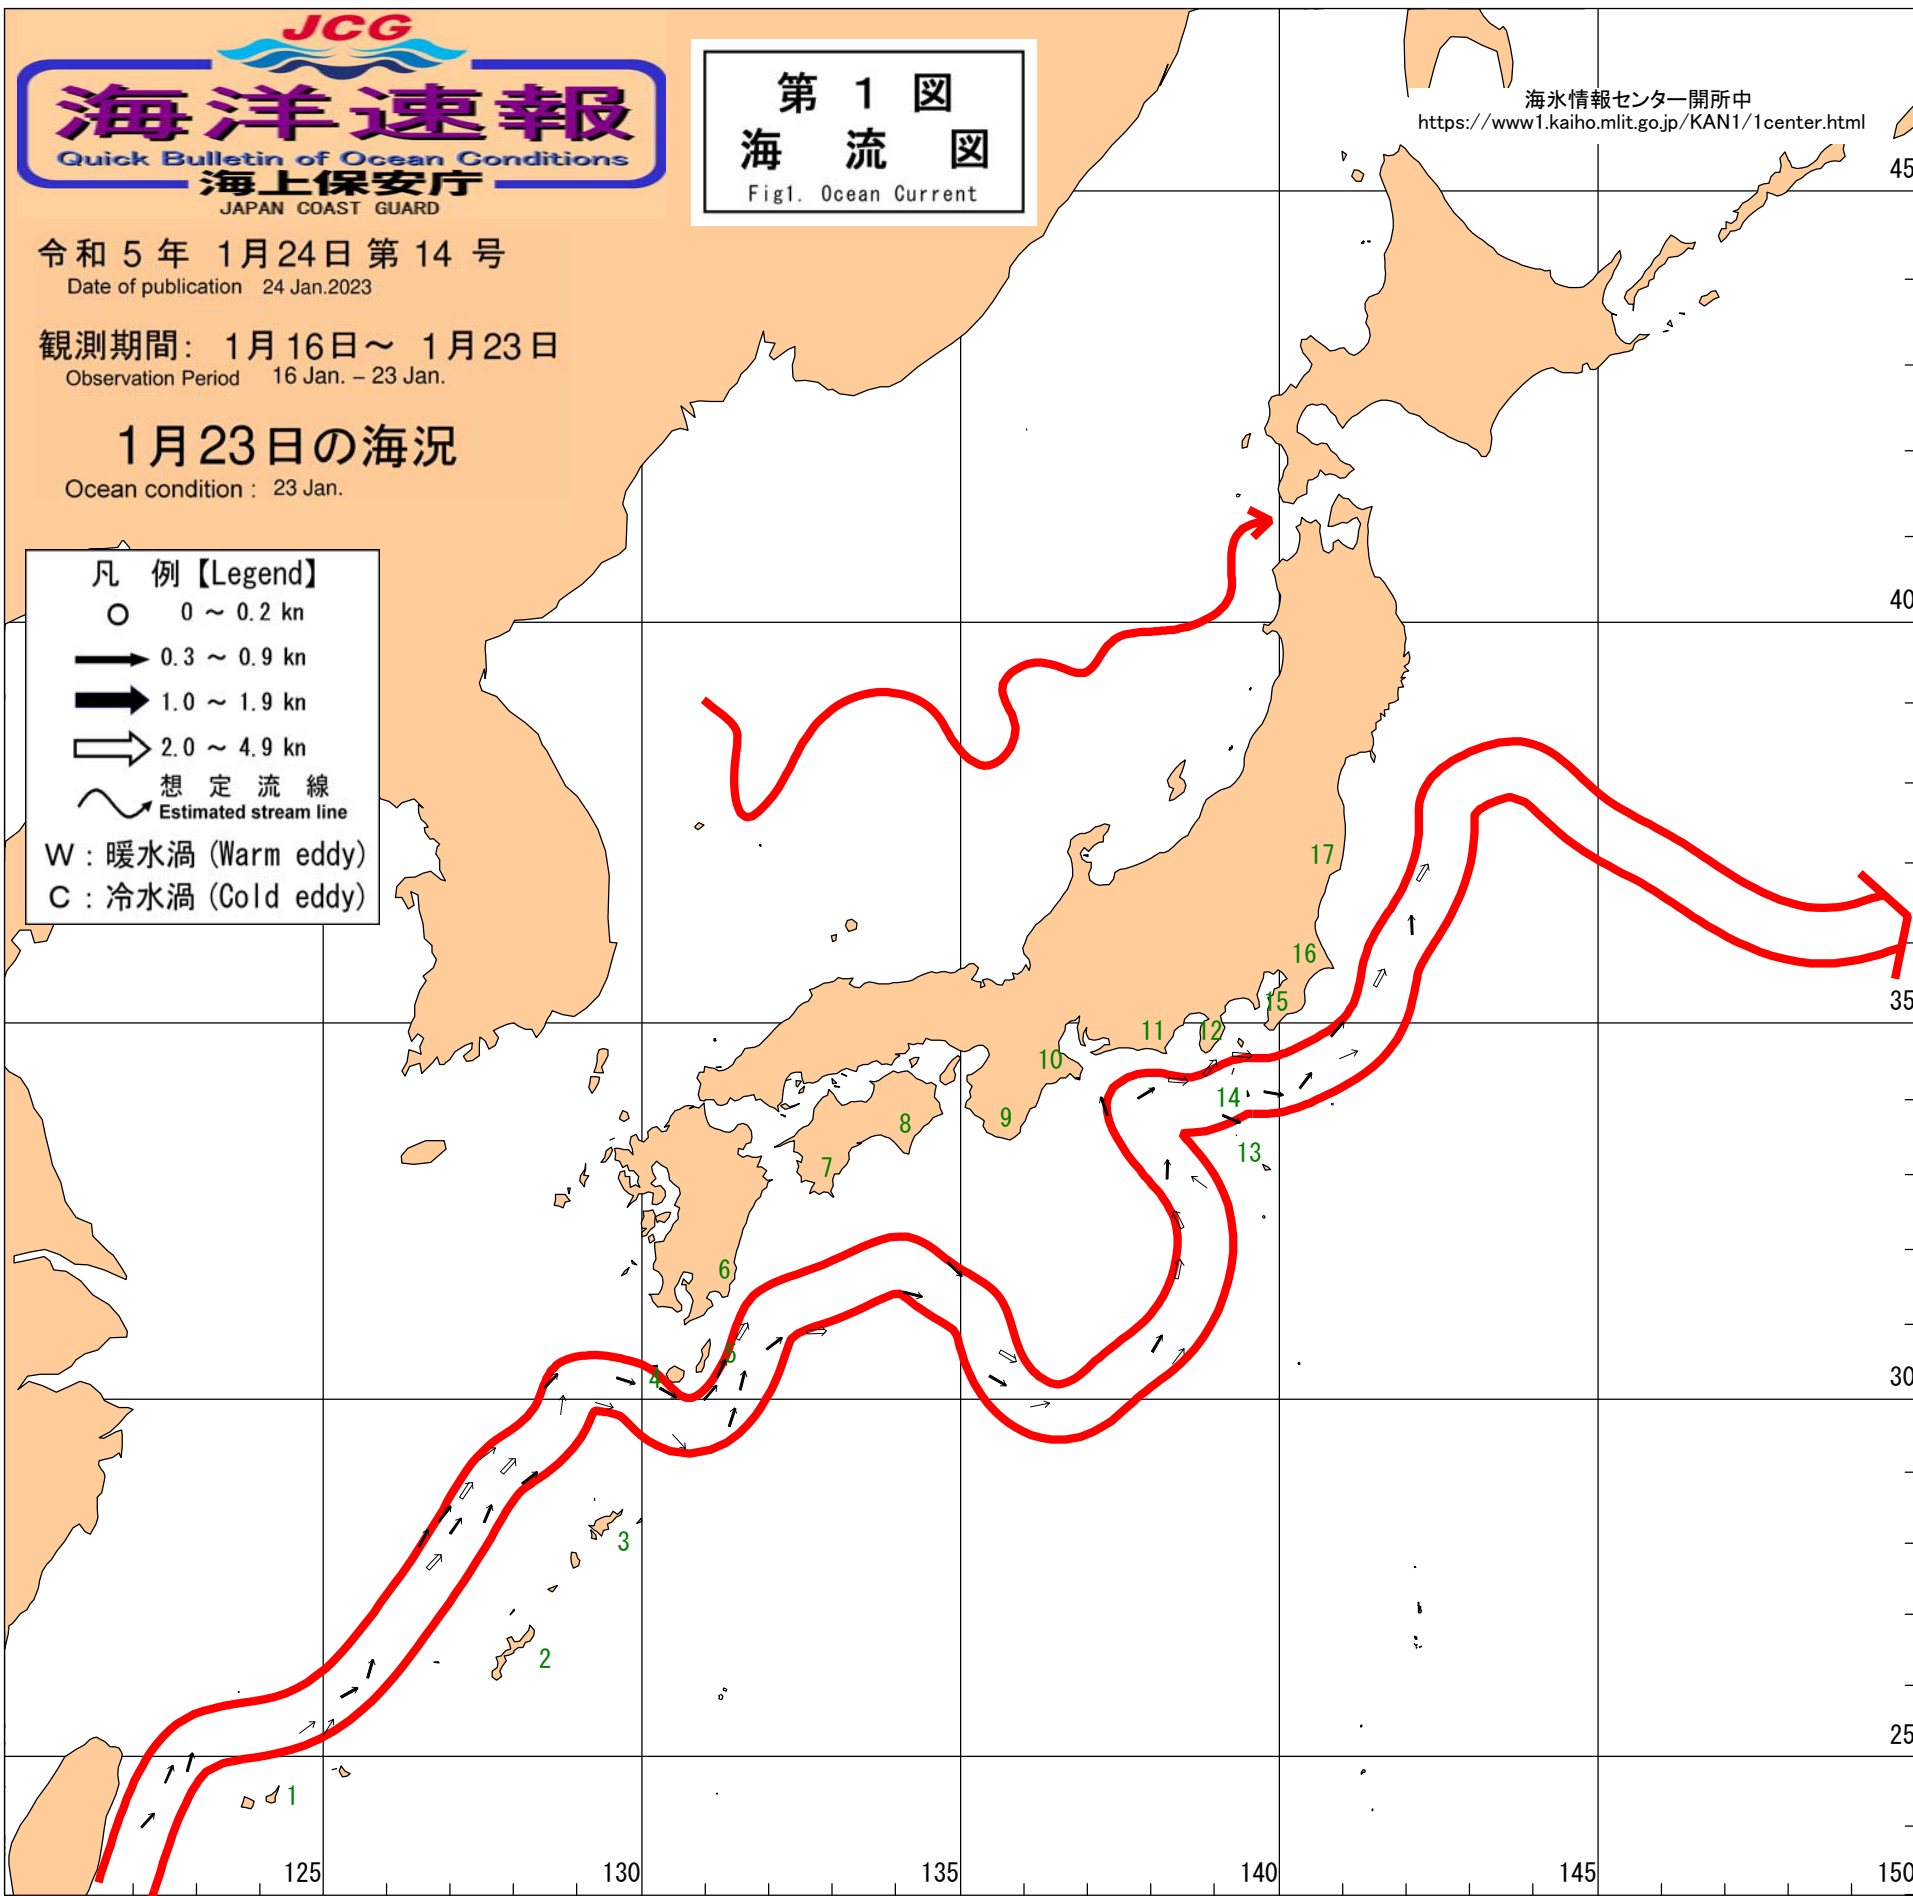 JCG
海洋速報
Quick Bulletin of Ocean Conditions
海上保安庁
JAPAN COAST GUARD
第 1 図
海 流 図
Fig1. Ocean Current
海氷情報センター開所中
https://www1.kaiho.mlit.go.jp/KAN1/1center.html
令和 5 年 1月24日 第 14 号
Date of publication 24 Jan.2023
観測期間: 1月16日～ 1月23日
Observation Period 16 Jan. – 23 Jan.
1月23日の海況
Ocean condition : 23 Jan.
凡 例【Legend】
0 ～ 0.2 kn
0.3 ～ 0.9 kn
1.0 ～ 1.9 kn
2.0 ～ 4.9 kn
想 定 流 線
Estimated stream line
W : 暖水渦 (Warm eddy)
C : 冷水渦 (Cold eddy)
45
40
35
30
25
17
16
15
14
13
12
11
10
9
8
7
6
5
4
3
2
1
125
130
135
140
145
150